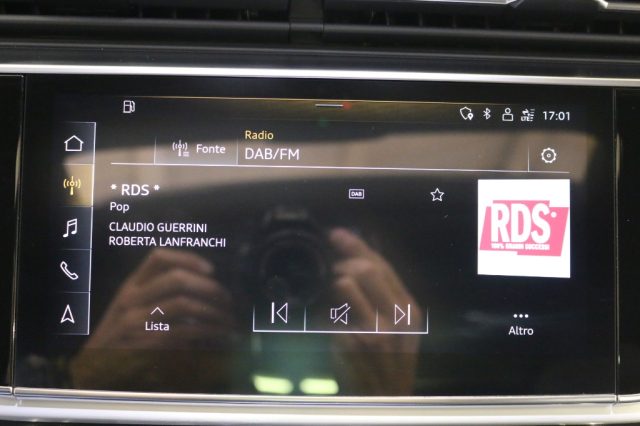 LTE
17:01
Radio
Fonte
DAB/FM
* RDS *
DAB
Pop
CLAUDIO GUERRINI
ROBERTA LANFRANCHI
RDS
100% GRANDI SUCCESSI
Lista
Altro